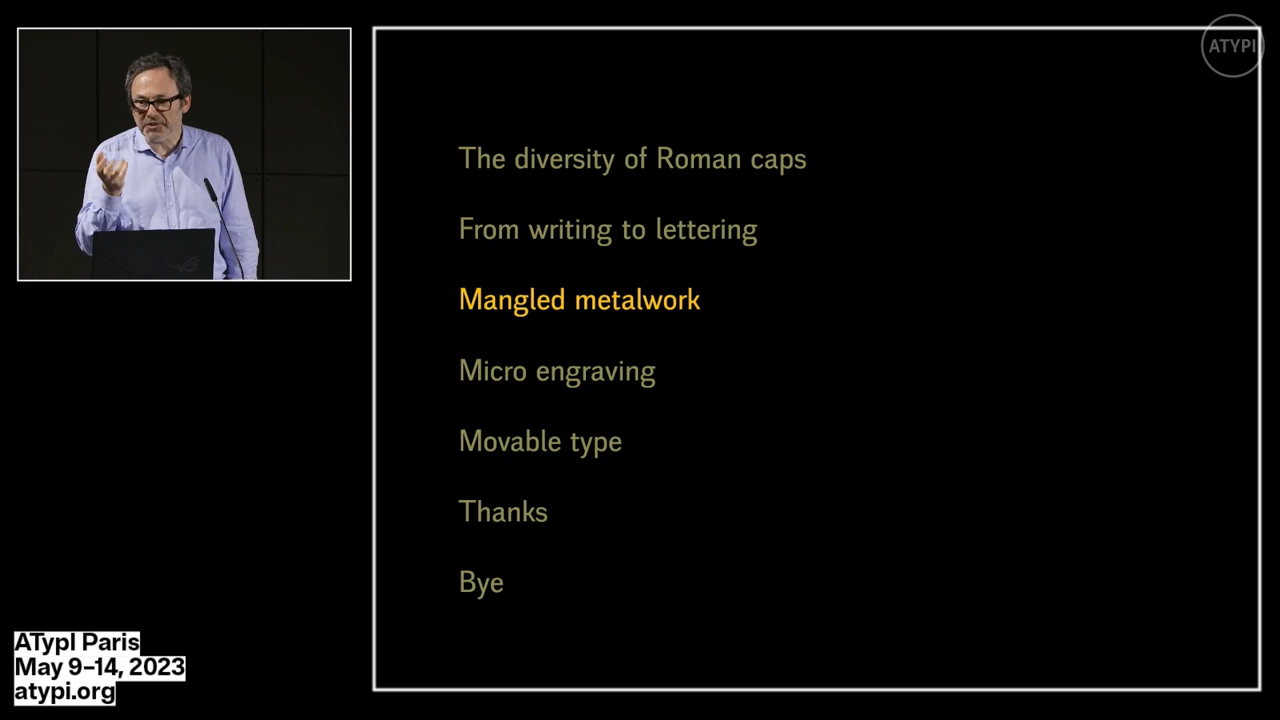 ATYPI
The diversity of Roman caps
From writing to lettering
Mangled metalwork
Micro engraving
Movable type
Thanks
Bye
ATypI Paris
May 9–14, 2023
atypi.org